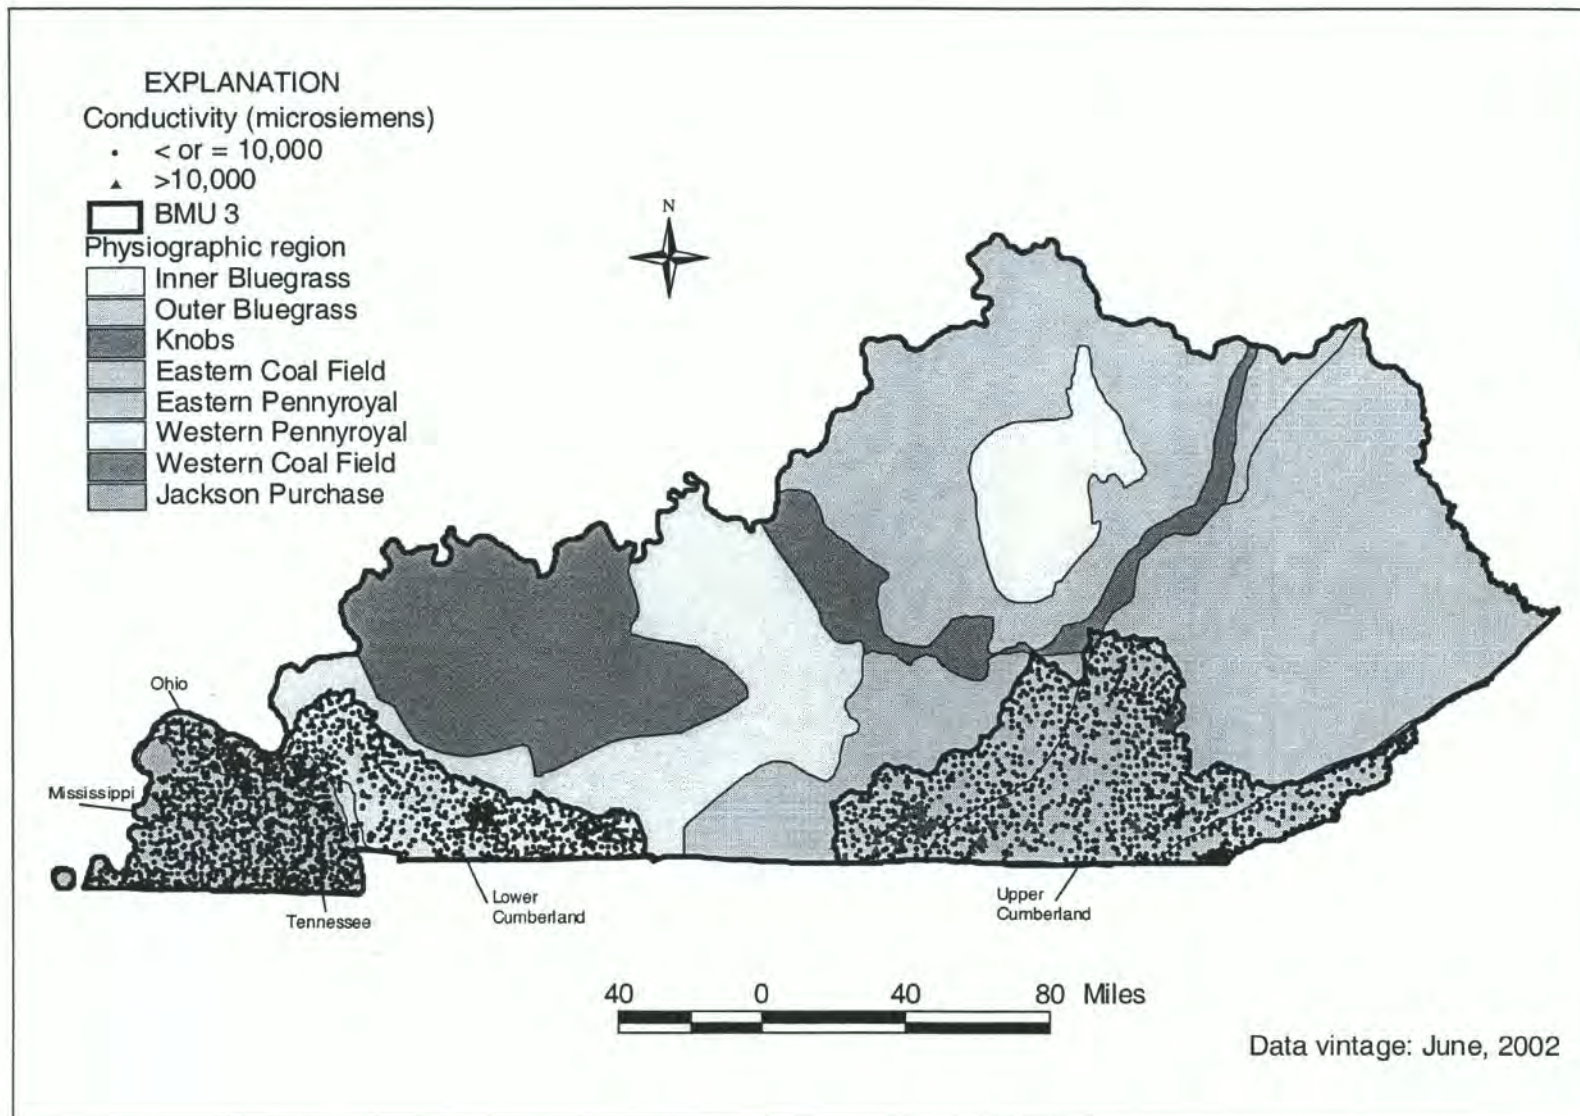 EXPLANATION
Conductivity (microsiemens)
< or = 10,000
>10,000
BMU 3
Physiographic region
Inner Bluegrass
Outer Bluegrass
Knobs
Eastern Coal Field
Eastern Pennyroyal
Western Pennyroyal
Western Coal Field
Jackson Purchase
N
Ohio
Mississippi
Tennessee
Lower
Cumberland
Upper
Cumberland
40 0 40 80 Miles
Data vintage: June, 2002